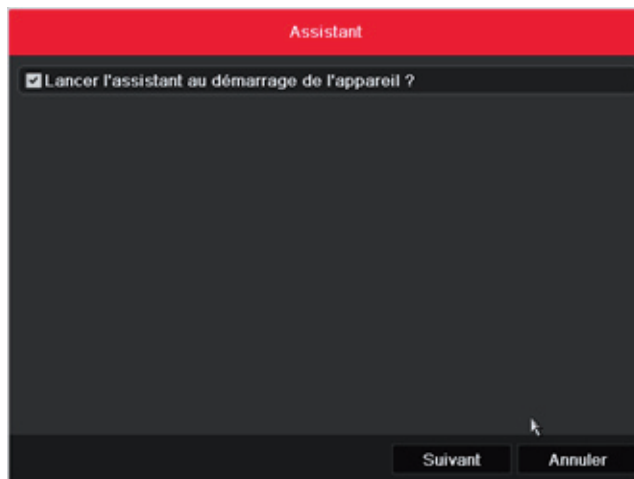 Assistant
Lancer l'assistant au démarrage de l'appareil ?
Suivant
Annuler